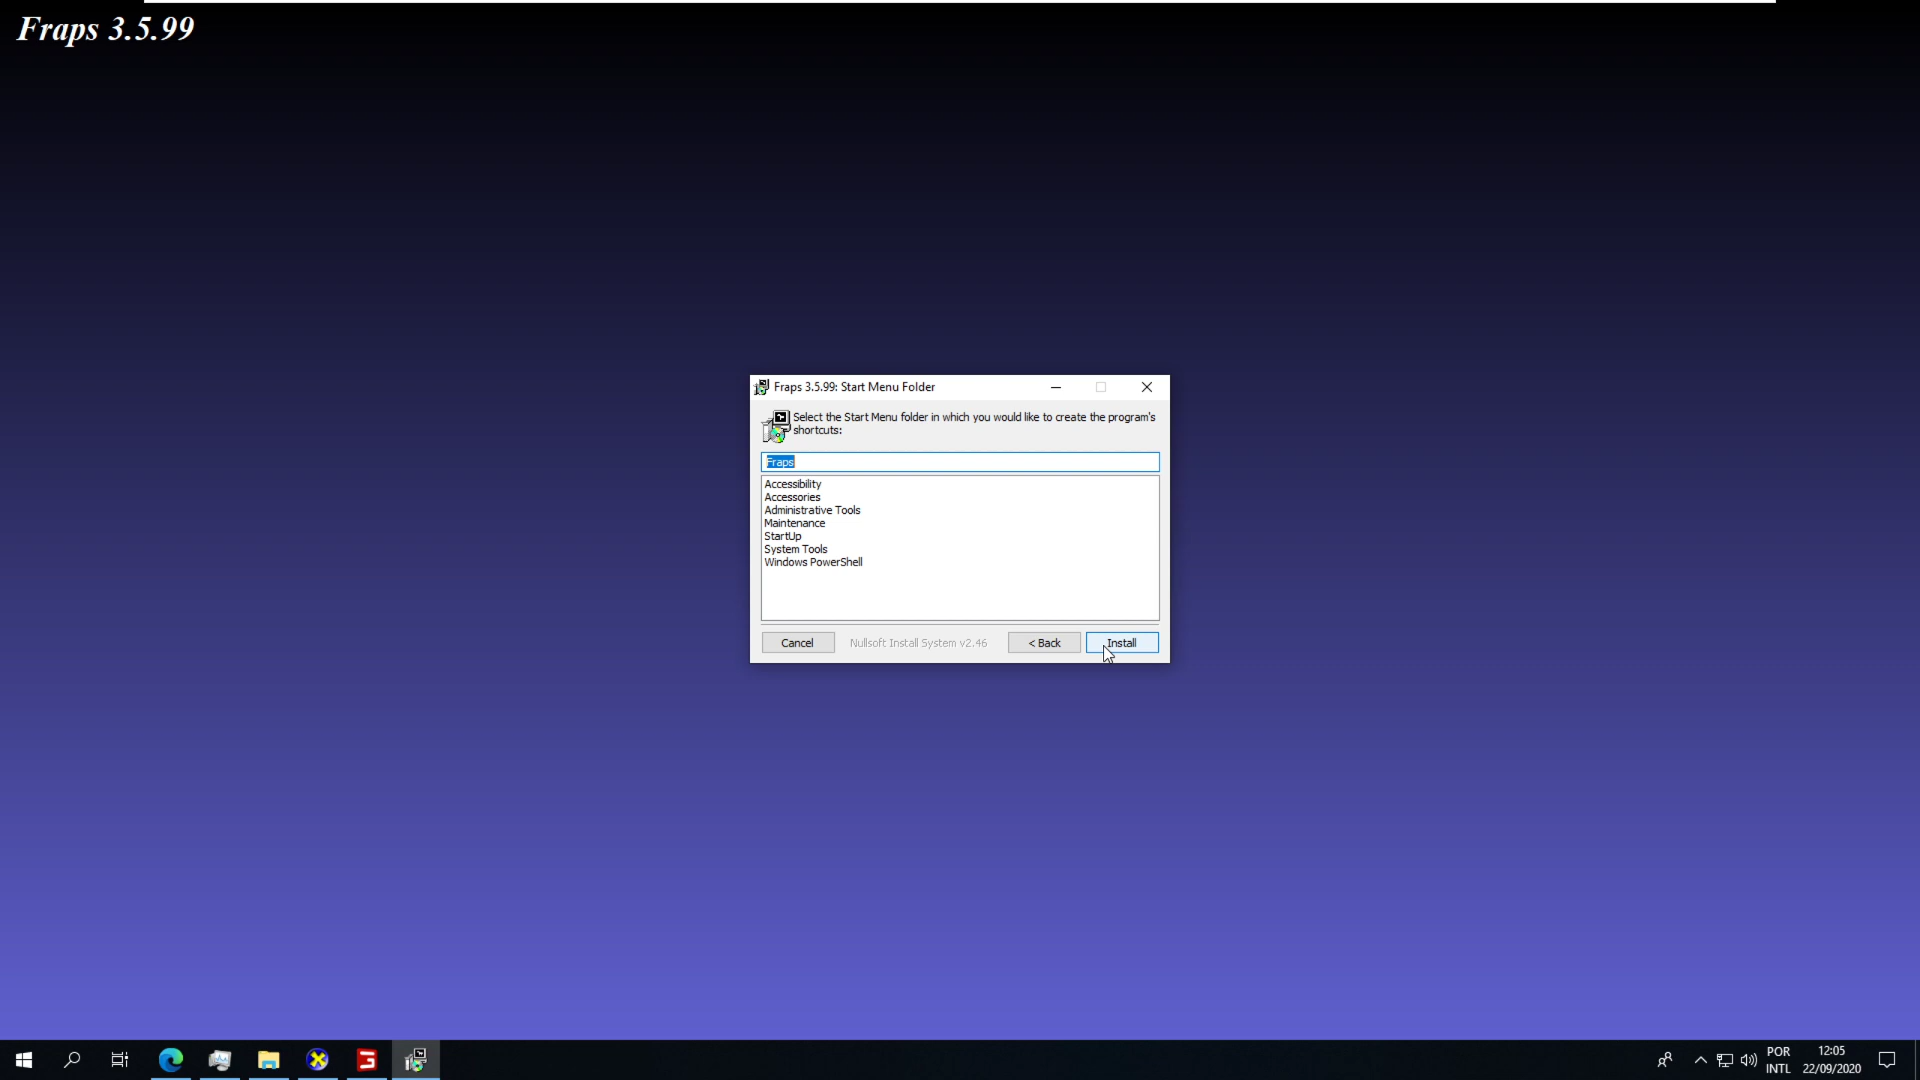 Fraps 3.5.99
Fraps 3.5.99: Start Menu Folder
Select the Start Menu folder in which you would like to create the program's
shortcuts:
Fraps
Accessibility
Accessories
Administrative Tools
Maintenance
StartUp
System Tools
Windows PowerShell
Cancel
Nullsoft Install System v2.46
< Back
Install
POR
INTL
12:05
22/09/2020